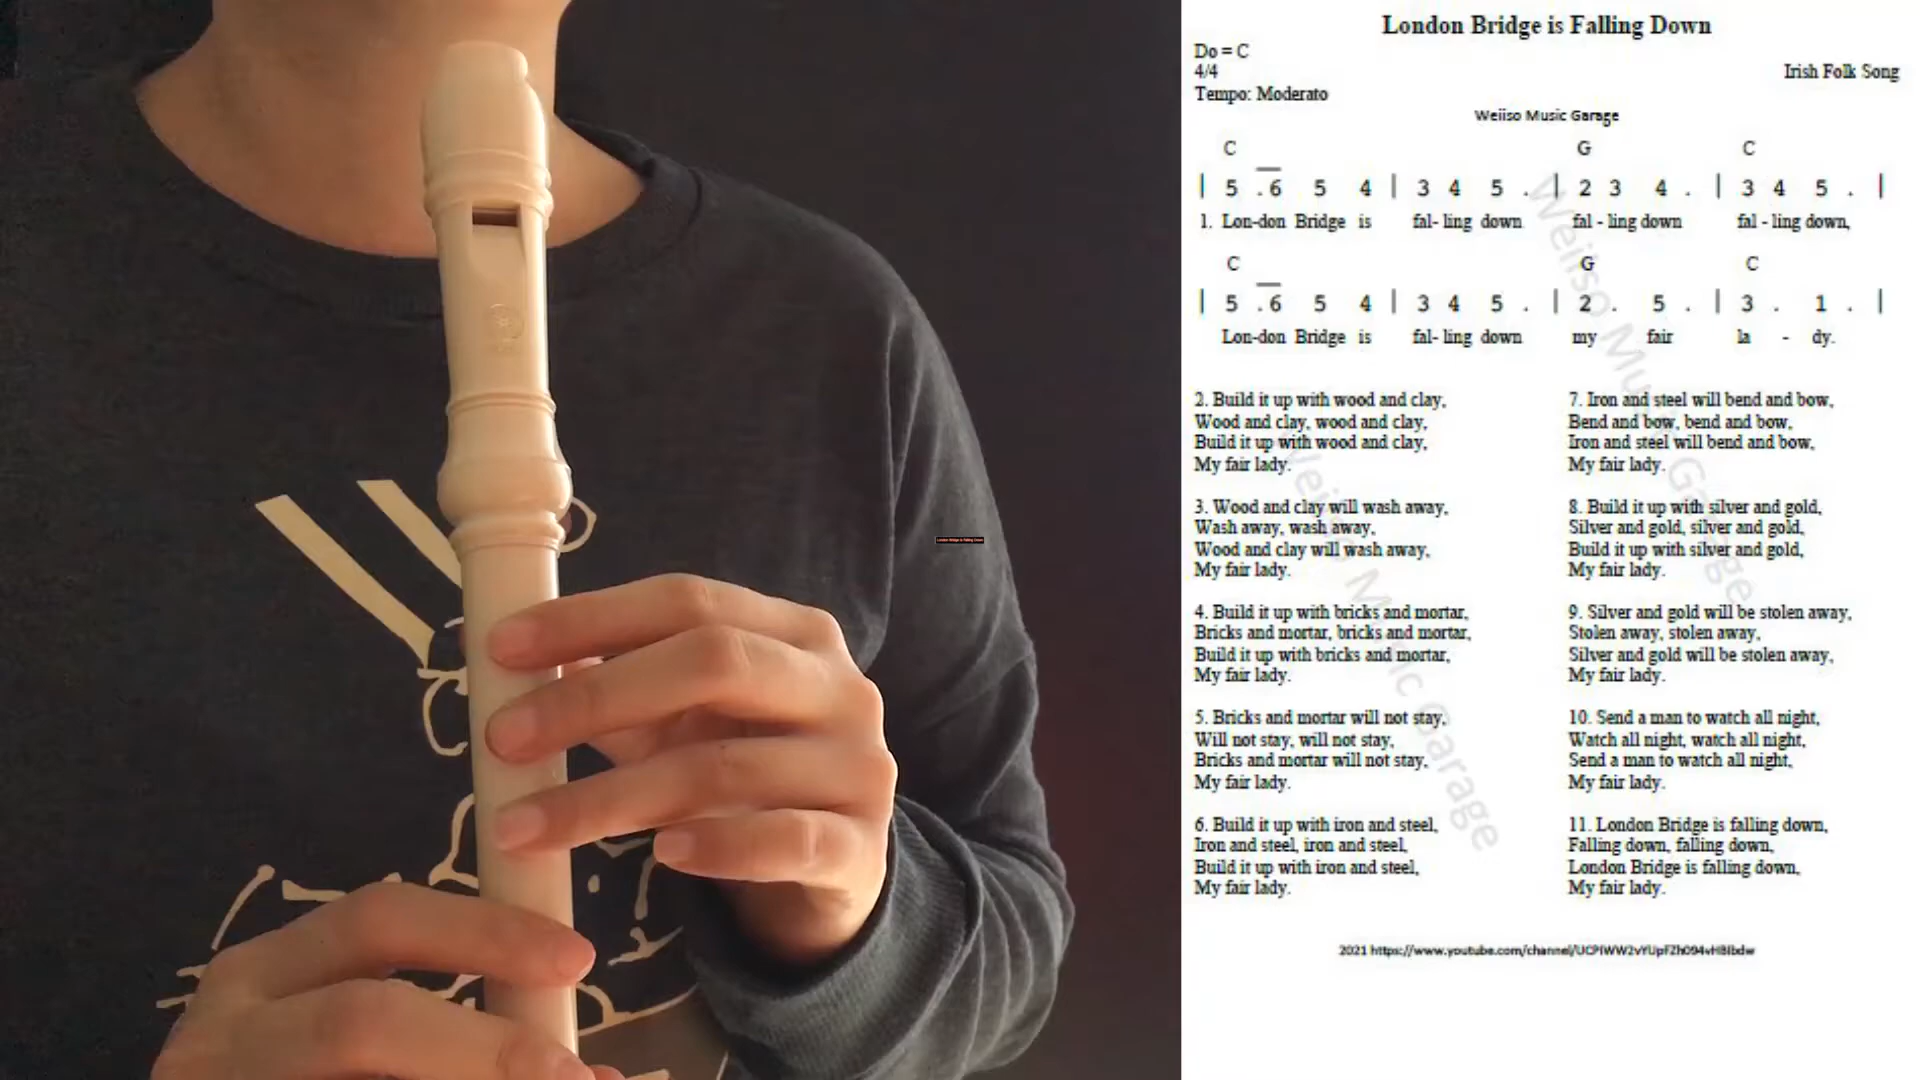 London Bridge is Falling Down
Do = C
4/4
Irish Folk Song
Tempo: Moderato
Weiiso Music Garage
C G C
| 5 .6 5 4 | 3 4 5 . | 2 3 4 . | 3 4 5 . |
1. Lon-don Bridge is fal- ling down fal - ling down fal - ling down,
C G C
| 5 .6 5 4 | 3 4 5 . | 2 . 5 . | 3 . 1 . |
Lon-don Bridge is fal- ling down my fair la - dy.
2. Build it up with wood and clay,
Wood and clay, wood and clay,
Build it up with wood and clay,
My fair lady.
3. Wood and clay will wash away,
Wash away, wash away,
Wood and clay will wash away,
My fair lady.
4. Build it up with bricks and mortar,
Bricks and mortar, bricks and mortar,
Build it up with bricks and mortar,
My fair lady.
5. Bricks and mortar will not stay,
Will not stay, will not stay,
Bricks and mortar will not stay,
My fair lady.
6. Build it up with iron and steel,
Iron and steel, iron and steel,
Build it up with iron and steel,
My fair lady.
7. Iron and steel will bend and bow,
Bend and bow, bend and bow,
Iron and steel will bend and bow,
My fair lady.
8. Build it up with silver and gold,
Silver and gold, silver and gold,
Build it up with silver and gold,
My fair lady.
9. Silver and gold will be stolen away,
Stolen away, stolen away,
Silver and gold will be stolen away,
My fair lady.
10. Send a man to watch all night,
Watch all night, watch all night,
Send a man to watch all night,
My fair lady.
11. London Bridge is falling down,
Falling down, falling down,
London Bridge is falling down,
My fair lady.
Weiiso Music Garage
Weiiso Music Garage
London Bridge is Falling Down
2021